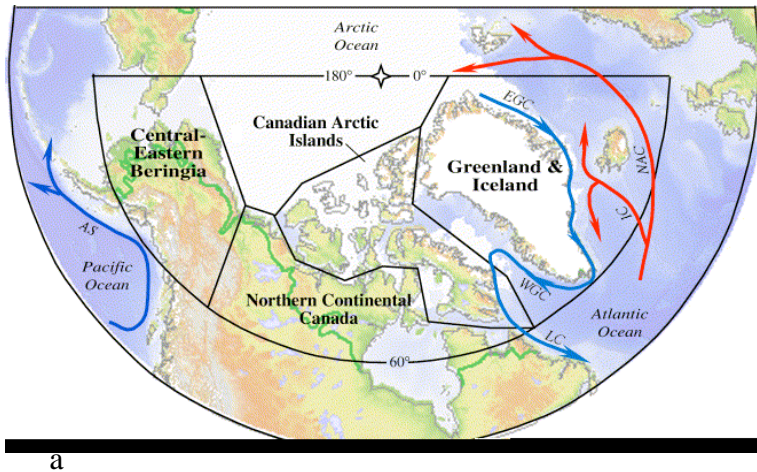 Arctic
Ocean
180°
0°
Canadian Arctic
Islands
Central-
Eastern
Beringia
EGC
Greenland &
Iceland
NAC
IC
AS
Pacific
Ocean
WGC
Northern Continental
Canada
Atlantic
Ocean
LC
60°
a